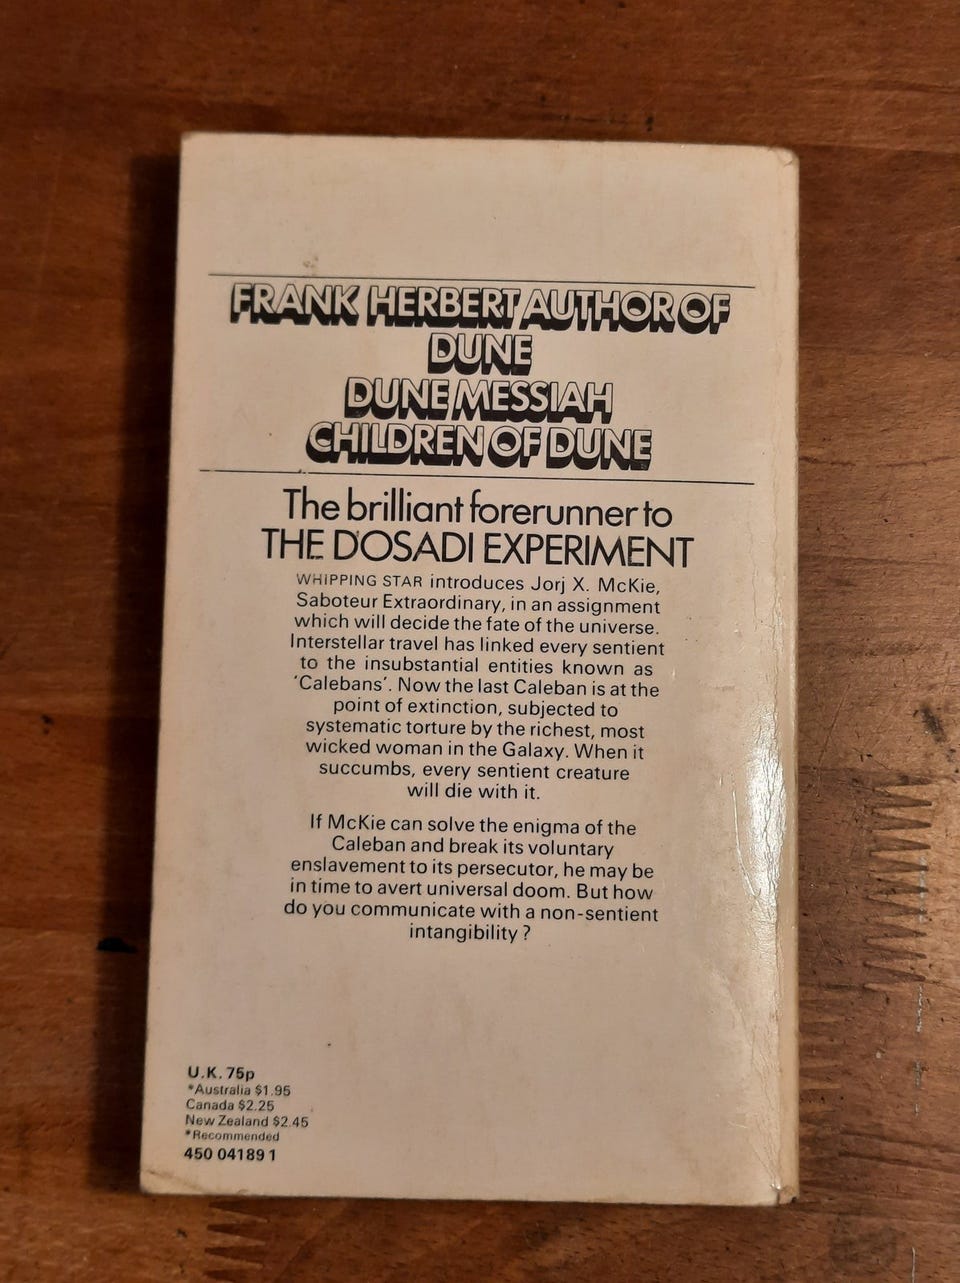 FRANK HERBERT AUTHOR OF
DUNE
DUNE MESSIAH
CHILDREN OF DUNE
The brilliant forerunner to
THE DOSADI EXPERIMENT
WHIPPING STAR introduces Jorj X. McKie,
Saboteur Extraordinary, in an assignment
which will decide the fate of the universe.
Interstellar travel has linked every sentient
to the insubstantial entities known as
'Calebans'. Now the last Caleban is at the
point of extinction, subjected to
systematic torture by the richest, most
wicked woman in the Galaxy. When it
succumbs, every sentient creature
will die with it.
If McKie can solve the enigma of the
Caleban and break its voluntary
enslavement to its persecutor, he may be
in time to avert universal doom. But how
do you communicate with a non-sentient
intangibility ?
U.K. 75p
*Australia $1.95
Canada $2.25
New Zealand $2.45
*Recommended
450 04189 1